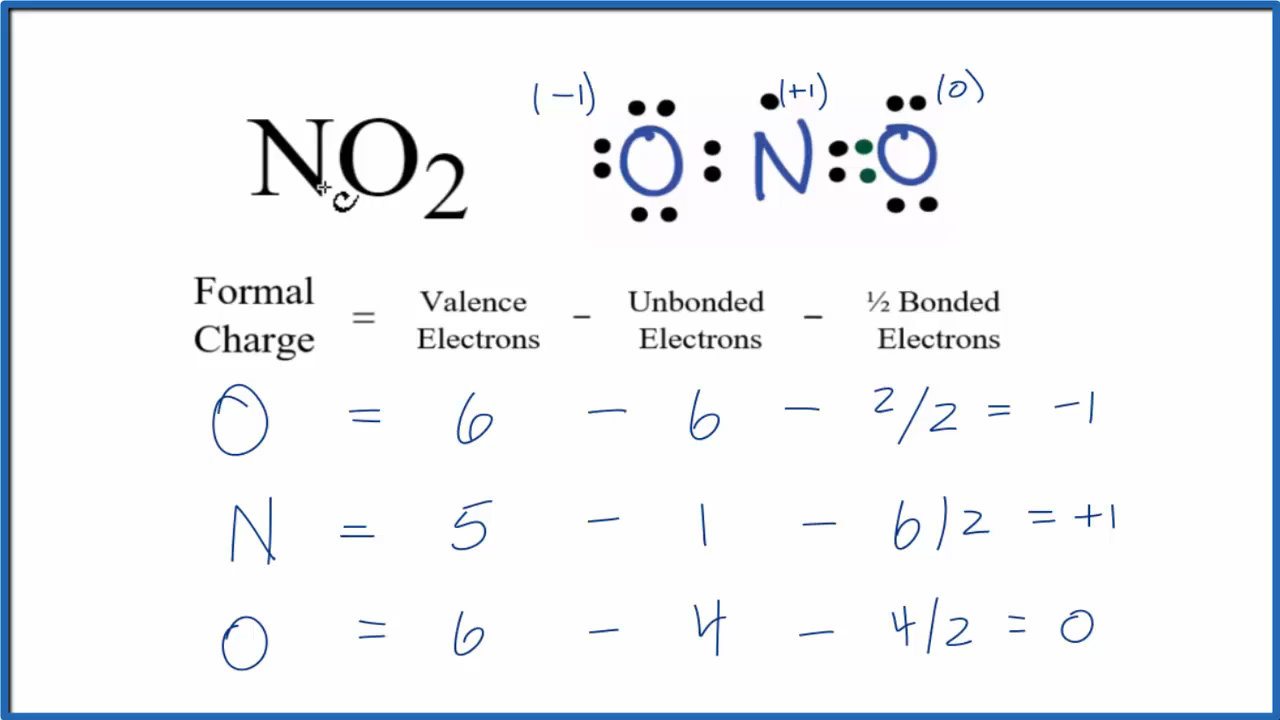 (-1) (+1) (0)
NO2 O N O
Formal Charge = Valence Electrons - Unbonded Electrons - ½ Bonded Electrons
O = 6 - 6 - 2/2 = -1
N = 5 - 1 - 6/2 = +1
O = 6 - 4 - 4/2 = 0